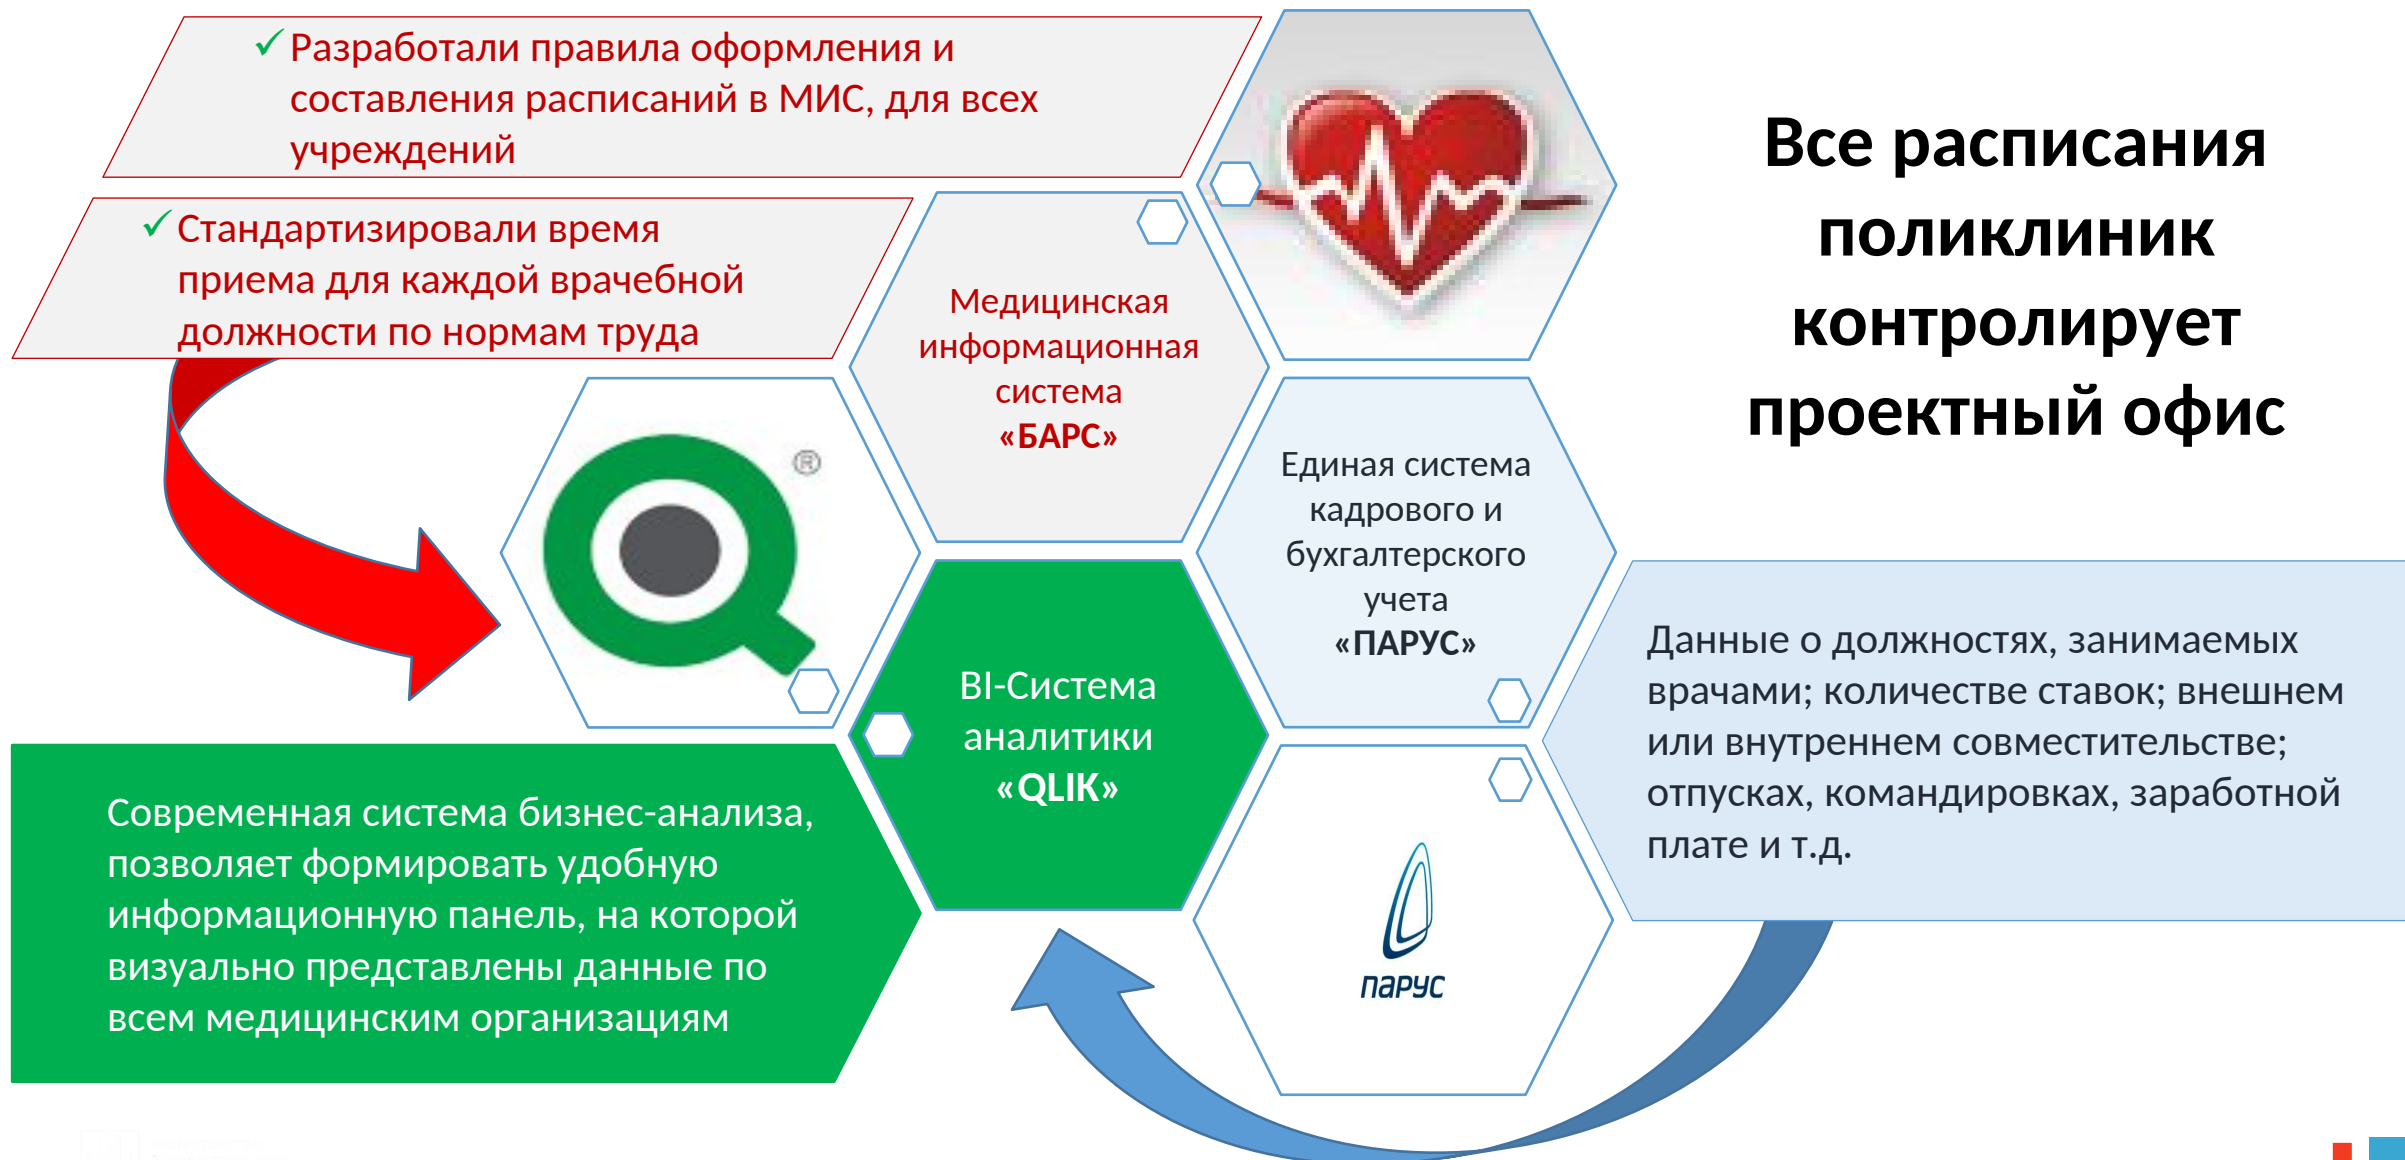 Разработали правила оформления и
составления расписаний в МИС, для всех
учреждений
Стандартизировали время
приема для каждой врачебной
должности по нормам труда
Медицинская
информационная
система
«БАРС»
Все расписания
поликлиник
контролирует
проектный офис
®
Единая система
кадрового и
бухгалтерского
учета
«ПАРУС»
BI-Система
аналитики
«QLIK»
Данные о должностях, занимаемых
врачами; количестве ставок; внешнем
или внутреннем совместительстве;
отпусках, командировках, заработной
плате и т.д.
Современная система бизнес-анализа,
позволяет формировать удобную
информационную панель, на которой
визуально представлены данные по
всем медицинским организациям
ПАРУС